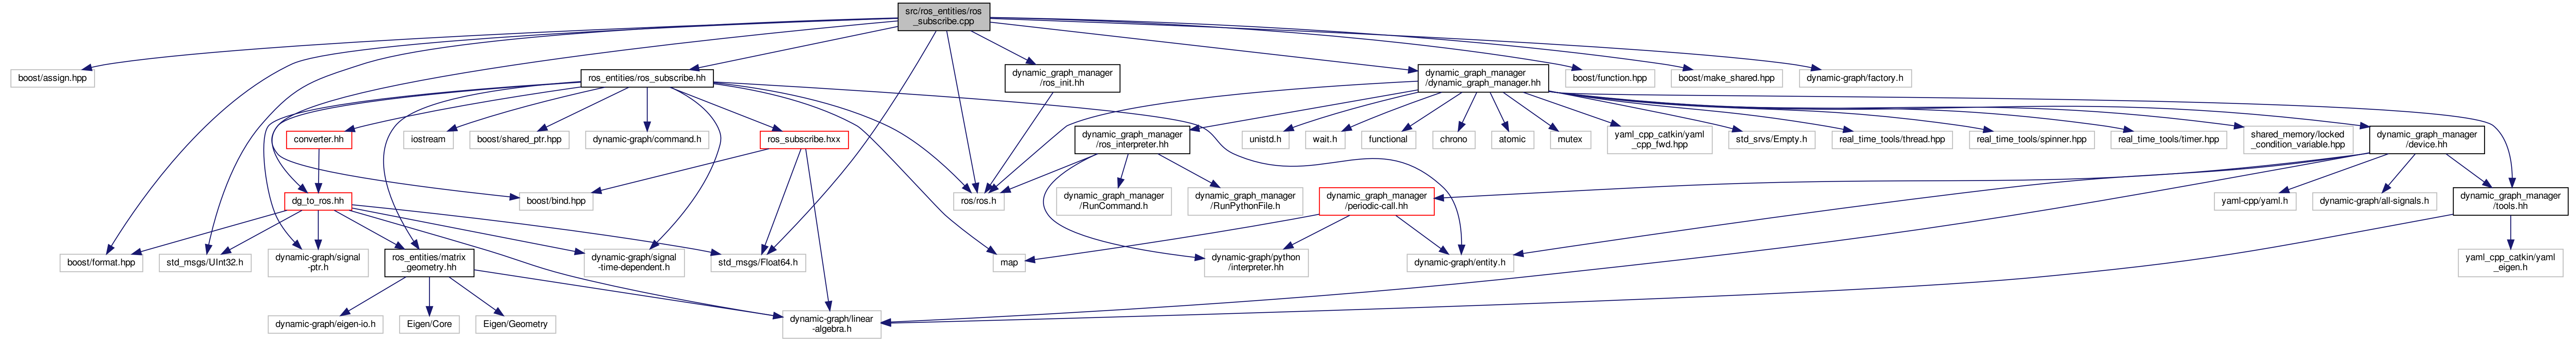 src/ros_entities/ros
_subscribe.cpp
boost/assign.hpp
ros_entities/ros_subscribe.hh
dynamic_graph_manager
/ros_init.hh
dynamic_graph_manager
/dynamic_graph_manager.hh
boost/function.hpp
boost/make_shared.hpp
dynamic-graph/factory.h
converter.hh
iostream
boost/shared_ptr.hpp
dynamic-graph/command.h
ros_subscribe.hxx
dynamic_graph_manager
/ros_interpreter.hh
unistd.h
wait.h
functional
chrono
atomic
mutex
yaml_cpp_catkin/yaml
_cpp_fwd.hpp
std_srvs/Empty.h
real_time_tools/thread.hpp
real_time_tools/spinner.hpp
real_time_tools/timer.hpp
shared_memory/locked
_condition_variable.hpp
dynamic_graph_manager
/device.hh
dg_to_ros.hh
boost/bind.hpp
ros/ros.h
dynamic_graph_manager
/RunCommand.h
dynamic_graph_manager
/RunPythonFile.h
dynamic_graph_manager
/periodic-call.hh
yaml-cpp/yaml.h
dynamic-graph/all-signals.h
dynamic_graph_manager
/tools.hh
boost/format.hpp
std_msgs/UInt32.h
dynamic-graph/signal
-ptr.h
ros_entities/matrix
_geometry.hh
dynamic-graph/signal
-time-dependent.h
std_msgs/Float64.h
map
dynamic-graph/python
/interpreter.hh
dynamic-graph/entity.h
yaml_cpp_catkin/yaml
_eigen.h
dynamic-graph/eigen-io.h
Eigen/Core
Eigen/Geometry
dynamic-graph/linear
-algebra.h